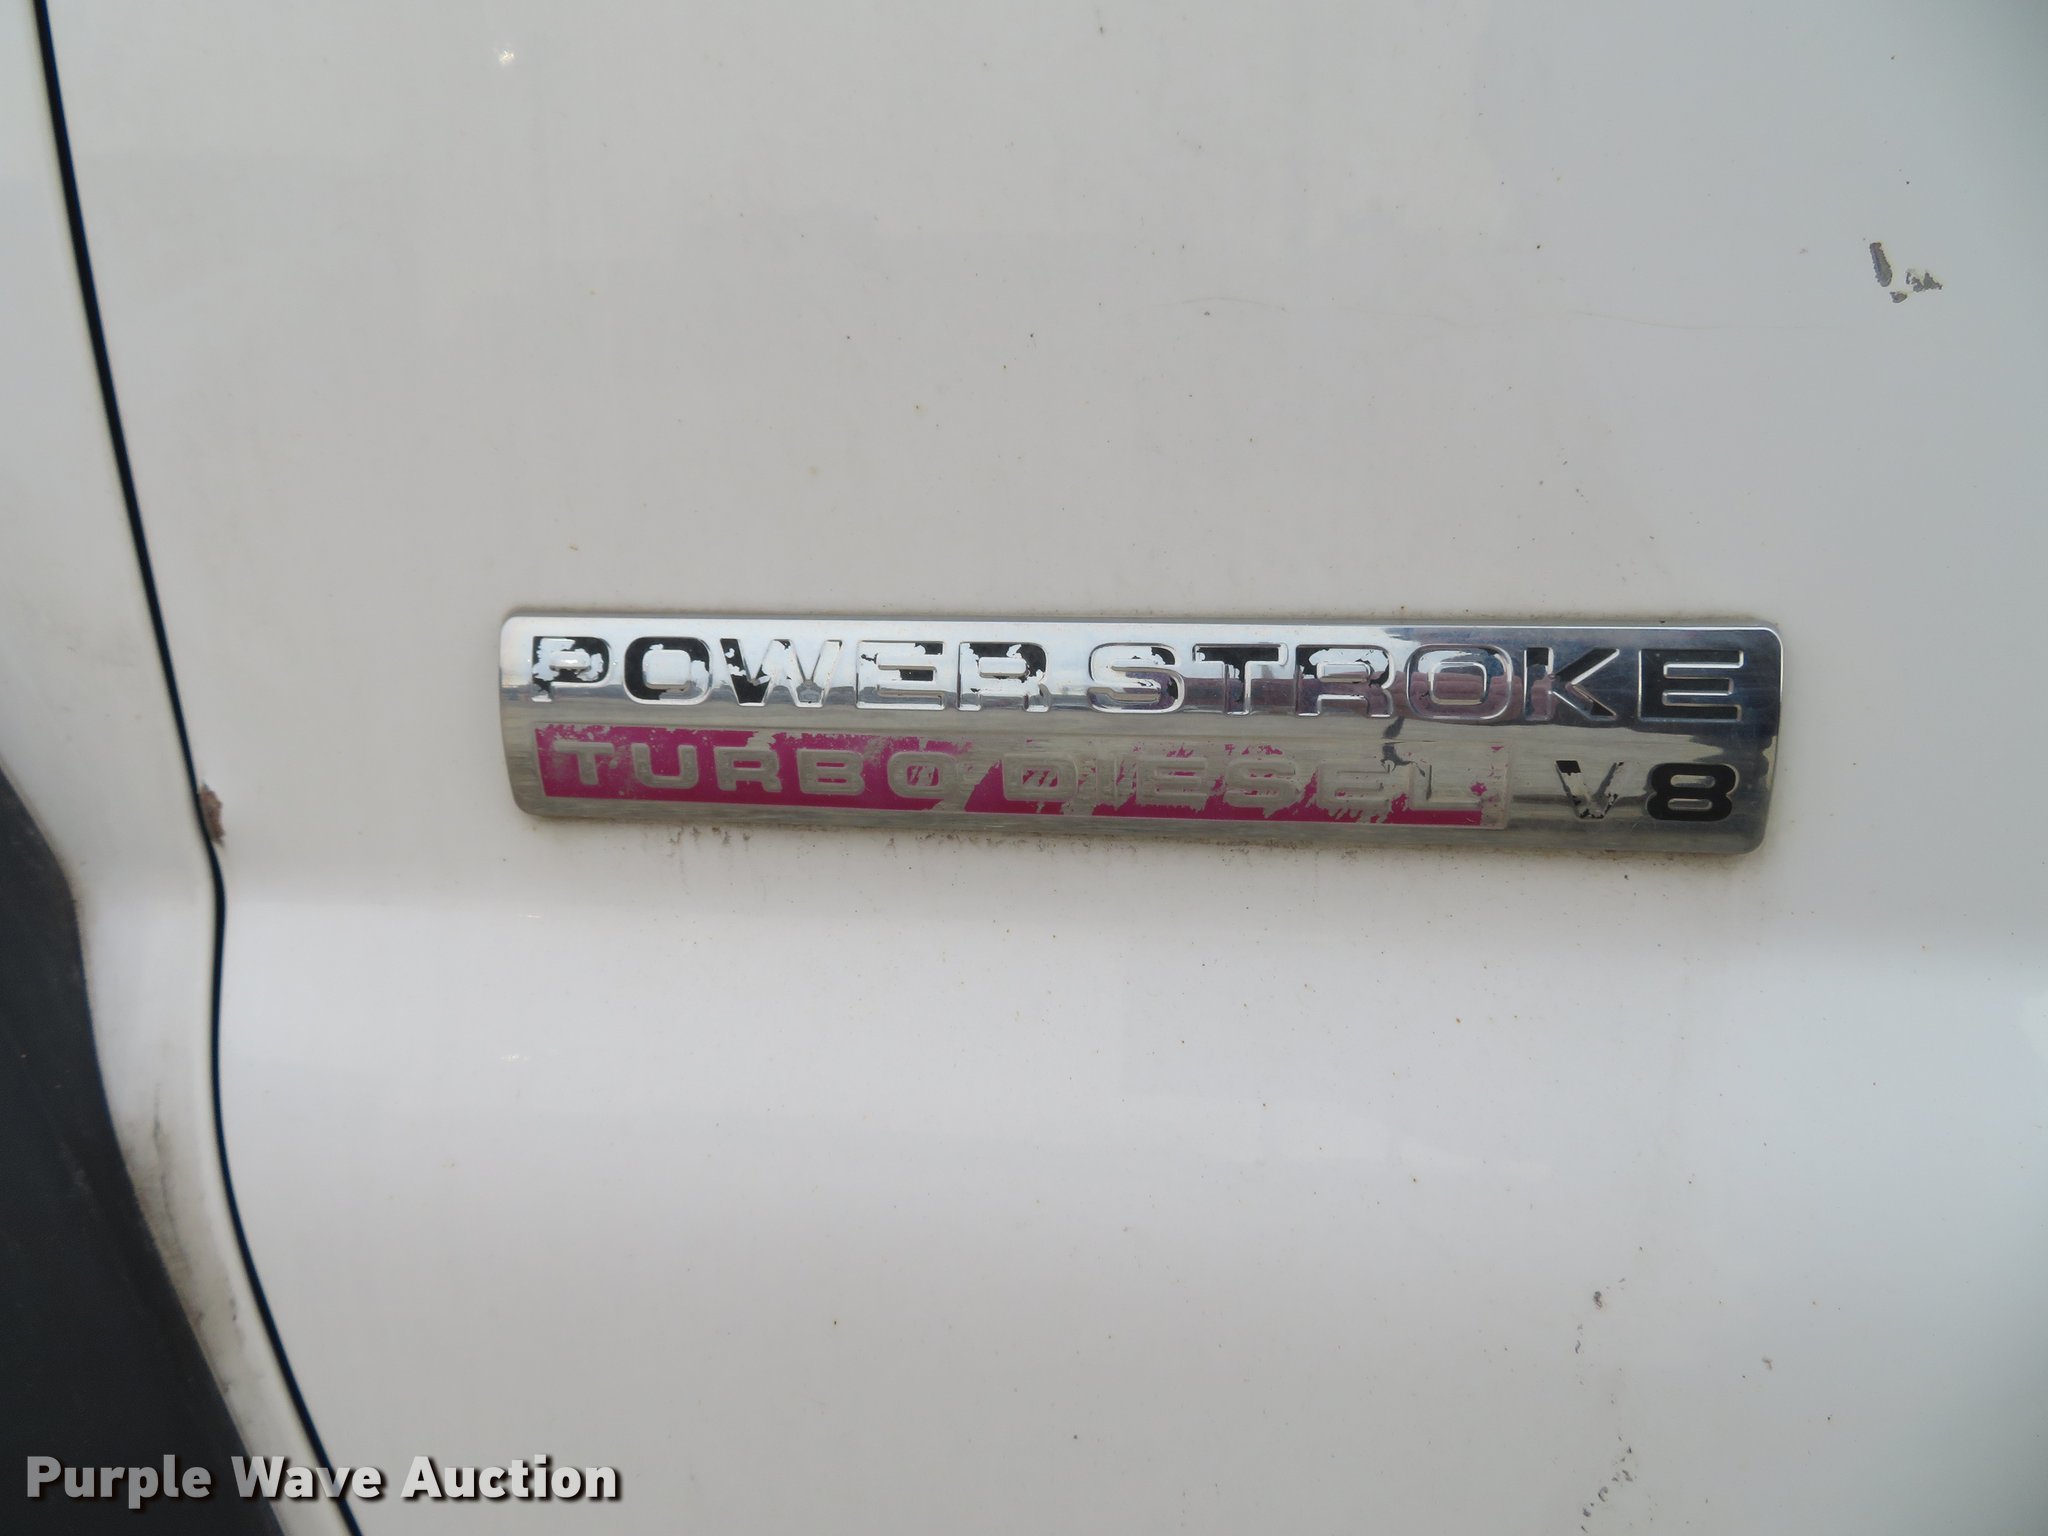 POWER STROKE
TURBO DIESEL V8
Purple Wave Auction